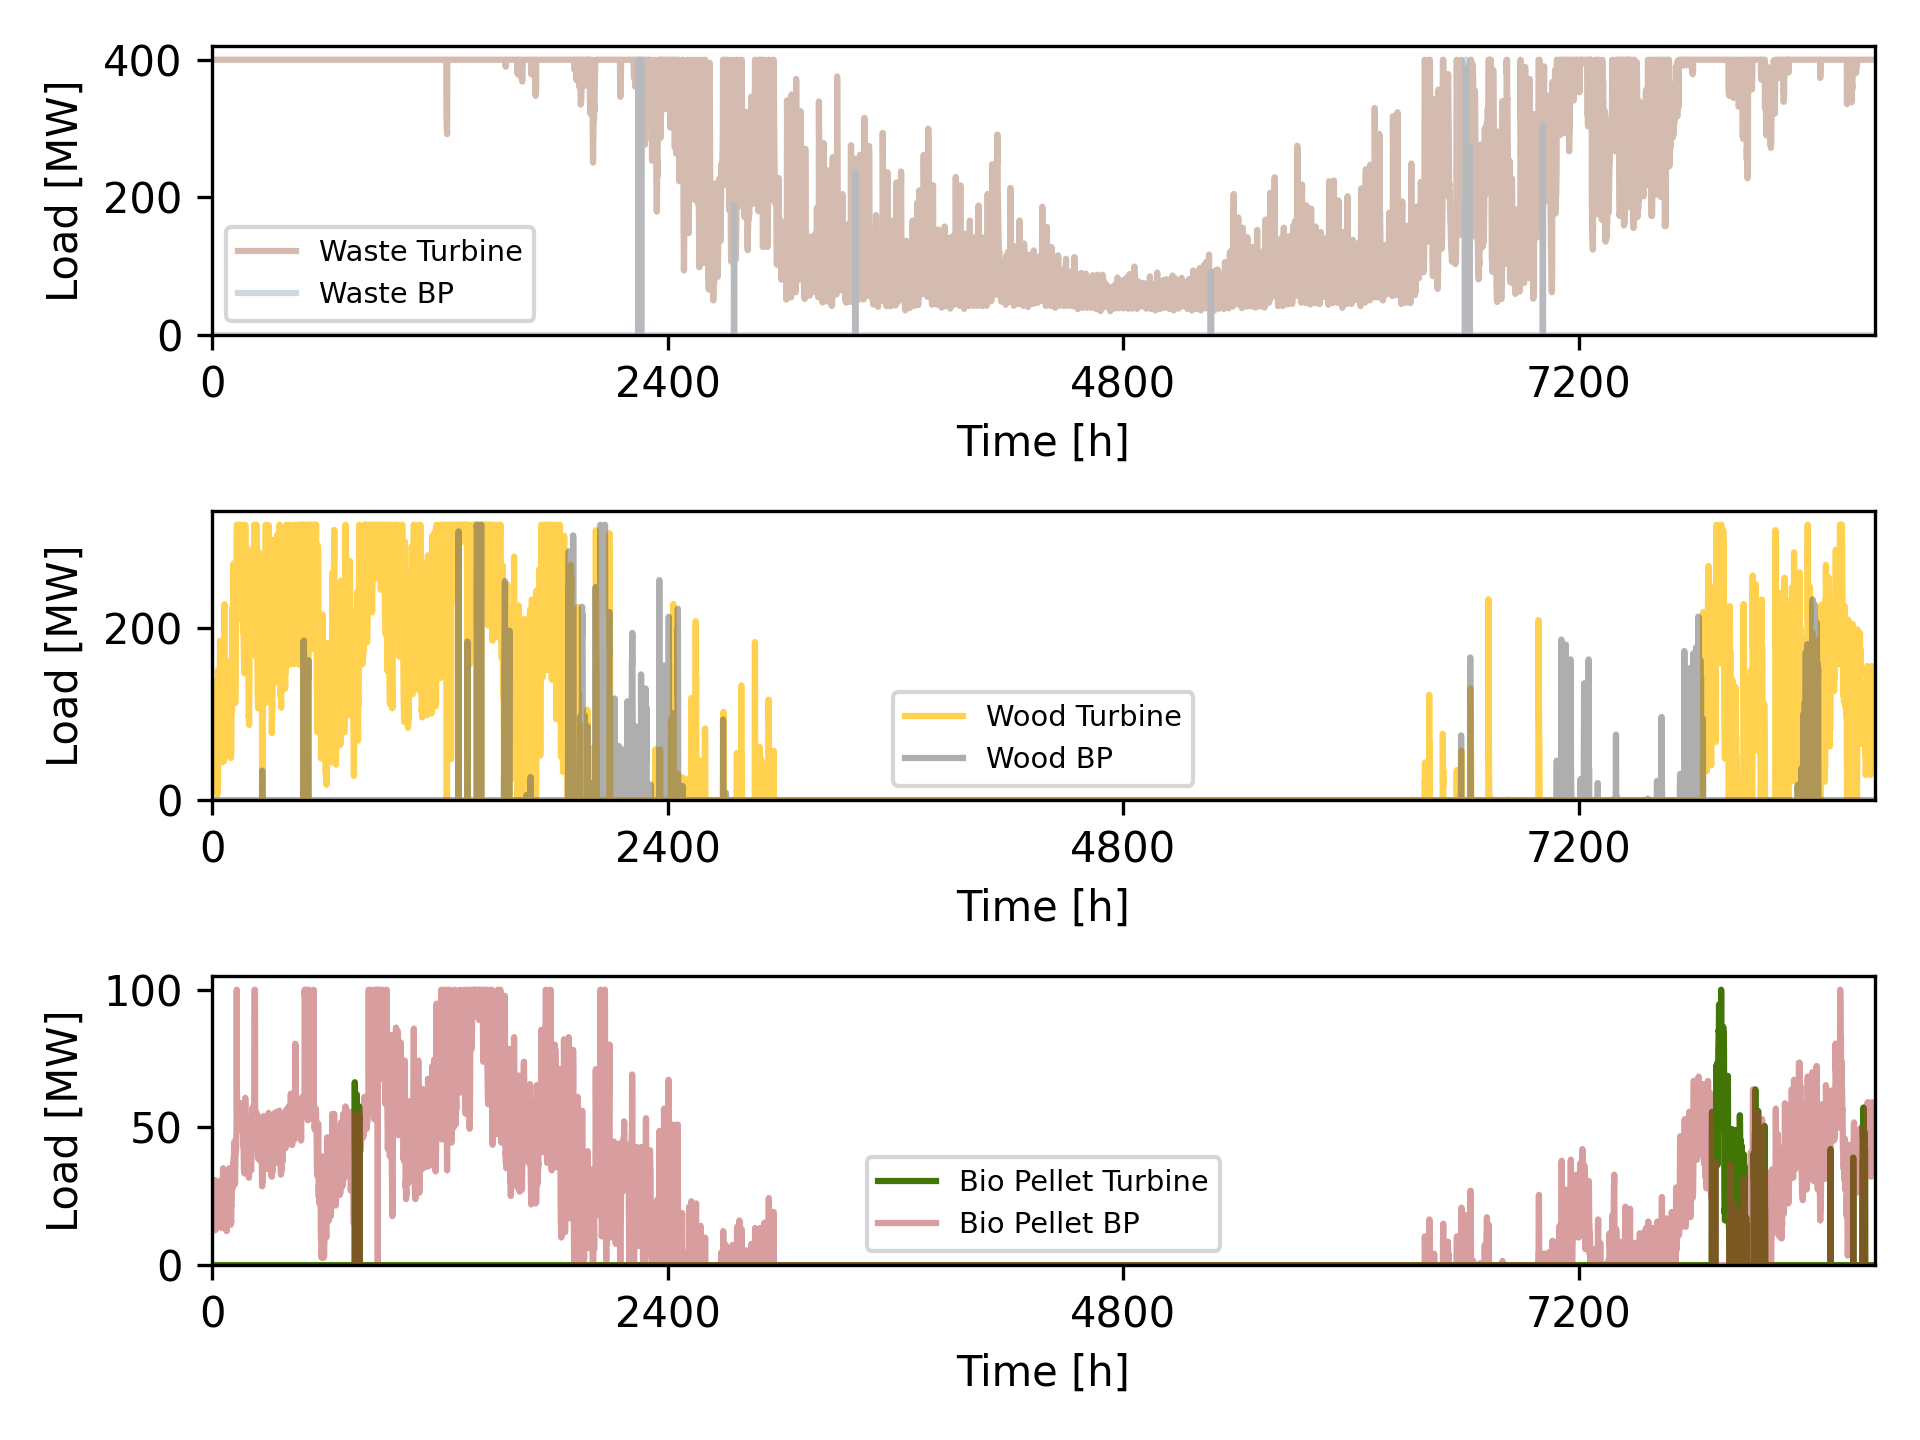 400
200
0
Load [MW]
Waste Turbine
Waste BP
0 2400 4800 7200
Time [h]
200
0
Load [MW]
Wood Turbine
Wood BP
0 2400 4800 7200
Time [h]
100
50
0
Load [MW]
Bio Pellet Turbine
Bio Pellet BP
0 2400 4800 7200
Time [h]